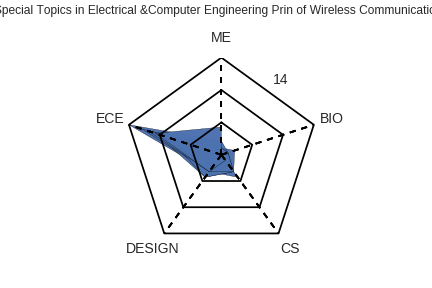 Special Topics in Electrical &Computer Engineering Prin of Wireless Communicatio
ME
14
ECE
BIO
DESIGN
CS